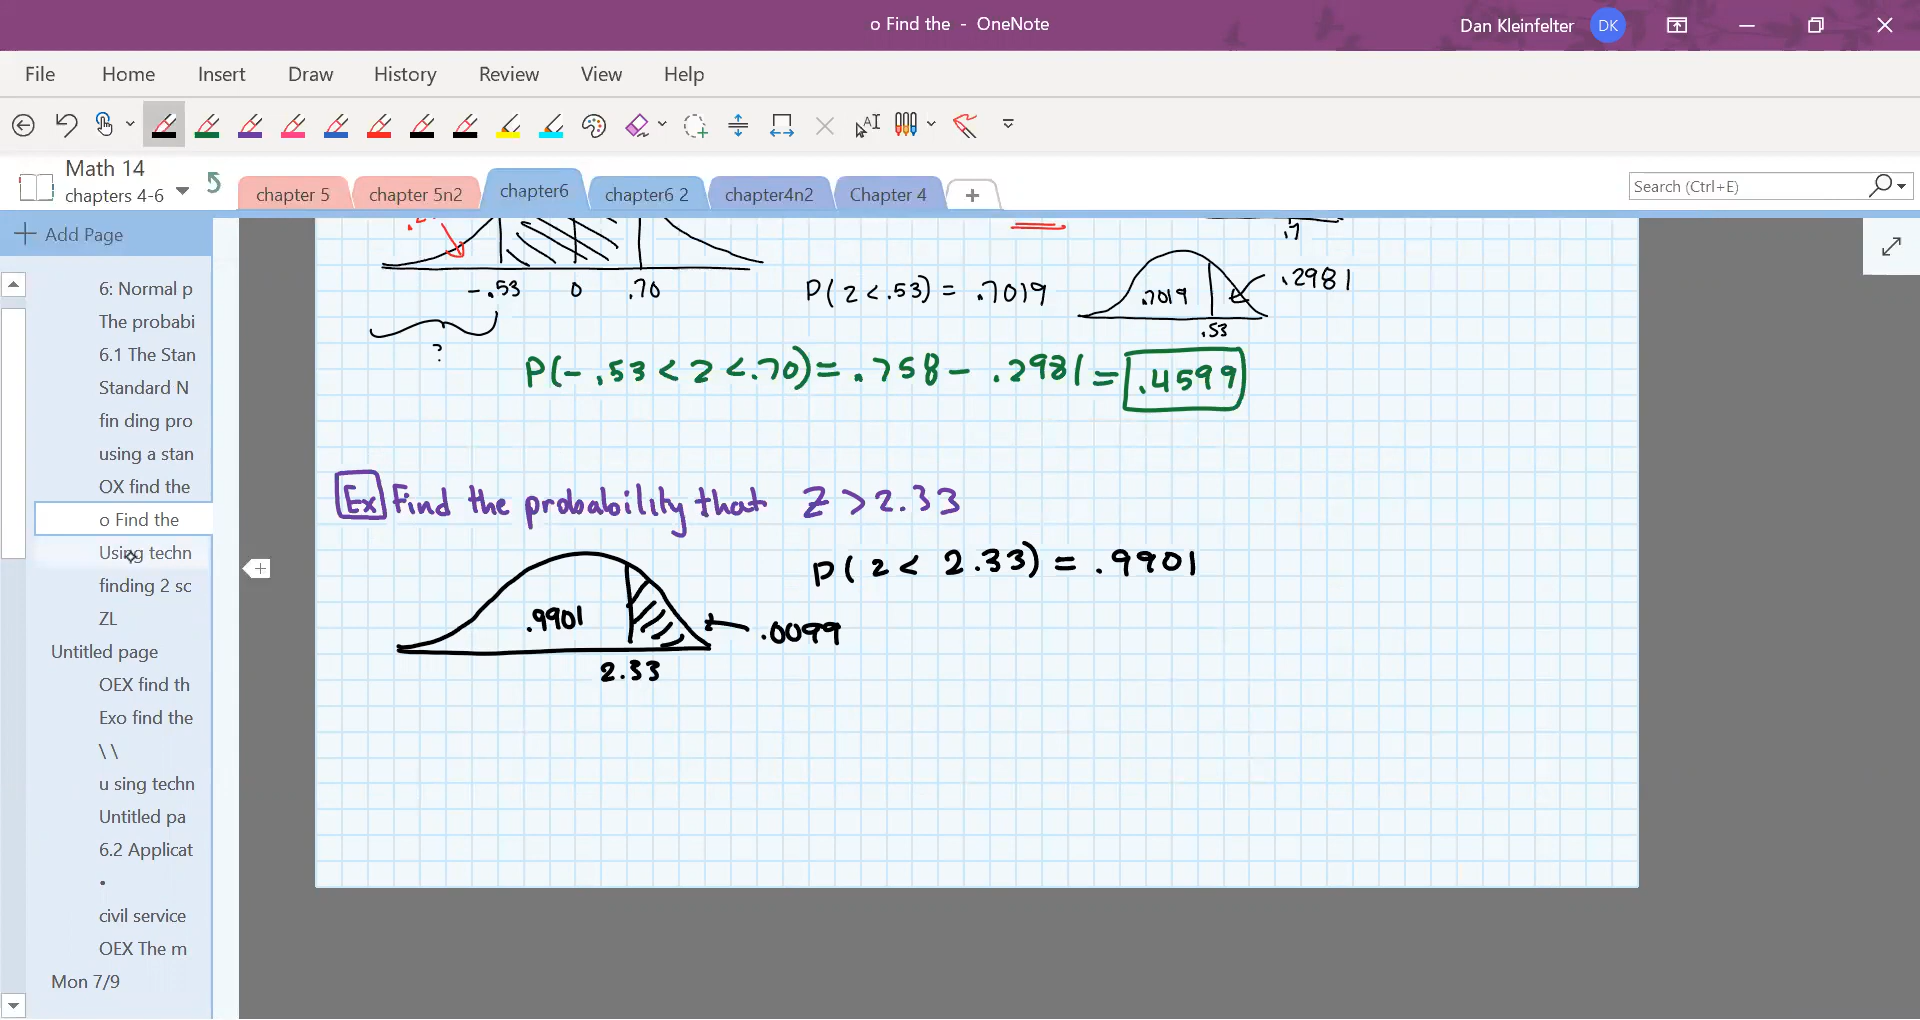 o Find the - OneNote
Dan Kleinfelter DK
File Home Insert Draw History Review View Help
Math 14
chapters 4-6
chapter 5 chapter 5n2 chapter6 chapter6 2 chapter4n2 Chapter 4
Search (Ctrl+E)
Add Page
6: Normal p
The probabi
6.1 The Stan
Standard N
fin ding pro
using a stan
OX find the
o Find the
Using techn
finding 2 sc
ZL
Untitled page
OEX find th
Exo find the
\ \
u sing techn
Untitled pa
6.2 Applicat
•
civil service
OEX The m
Mon 7/9
-.53 0 .70
?
.7
P(z < .53) = .7019
.7019 .2981
.53
P(-.53 < z < .70) = .758 - .2981 = .4599
Ex Find the probability that Z > 2.33
P(z < 2.33) = .9901
.9901 .0099
2.33